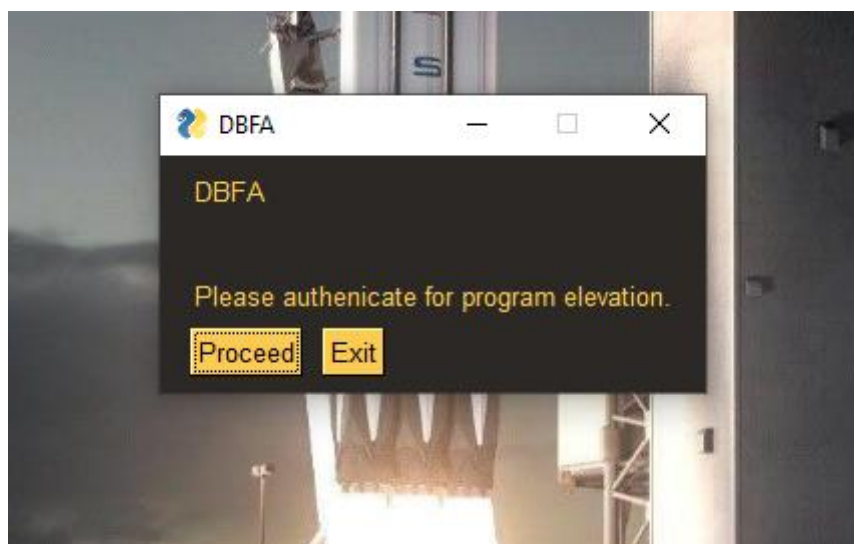 S
DBFA
DBFA
Please authenicate for program elevation.
Proceed
Exit